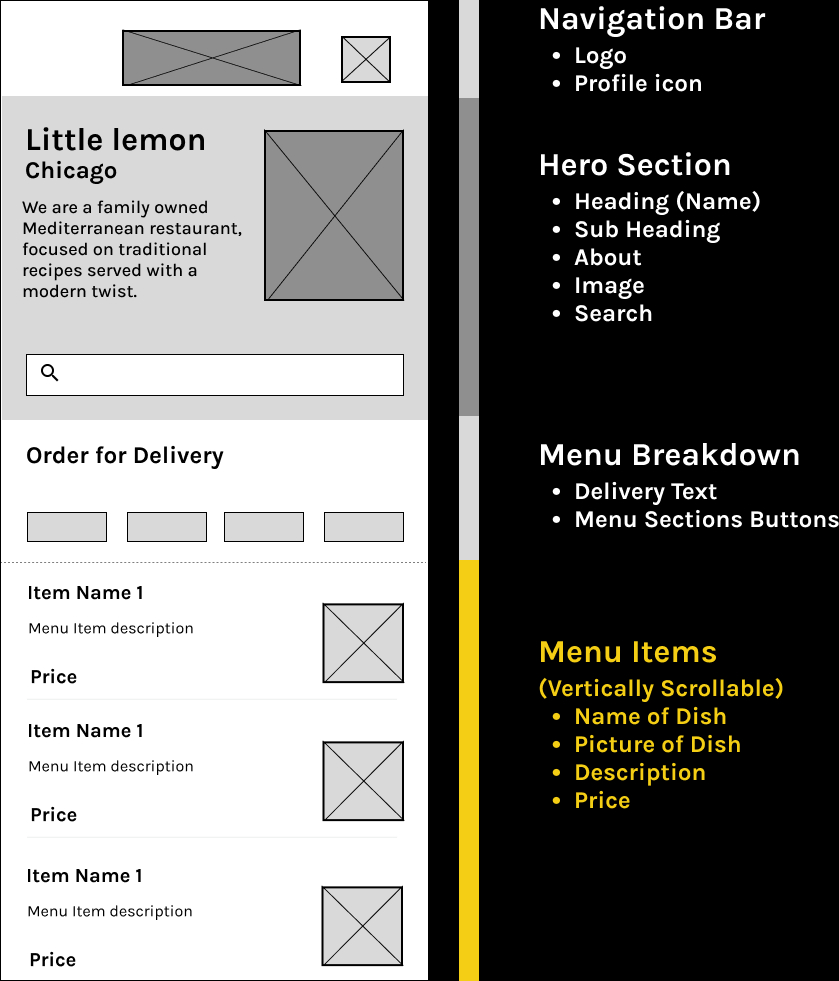 Little lemon
Chicago
We are a family owned
Mediterranean restaurant,
focused on traditional
recipes served with a
modern twist.
Order for Delivery
Item Name 1
Menu Item description
Price
Item Name 1
Menu Item description
Price
Item Name 1
Menu Item description
Price
Navigation Bar
• Logo
• Profile icon
Hero Section
• Heading (Name)
• Sub Heading
• About
• Image
• Search
Menu Breakdown
• Delivery Text
• Menu Sections Buttons
Menu Items
(Vertically Scrollable)
• Name of Dish
• Picture of Dish
• Description
• Price